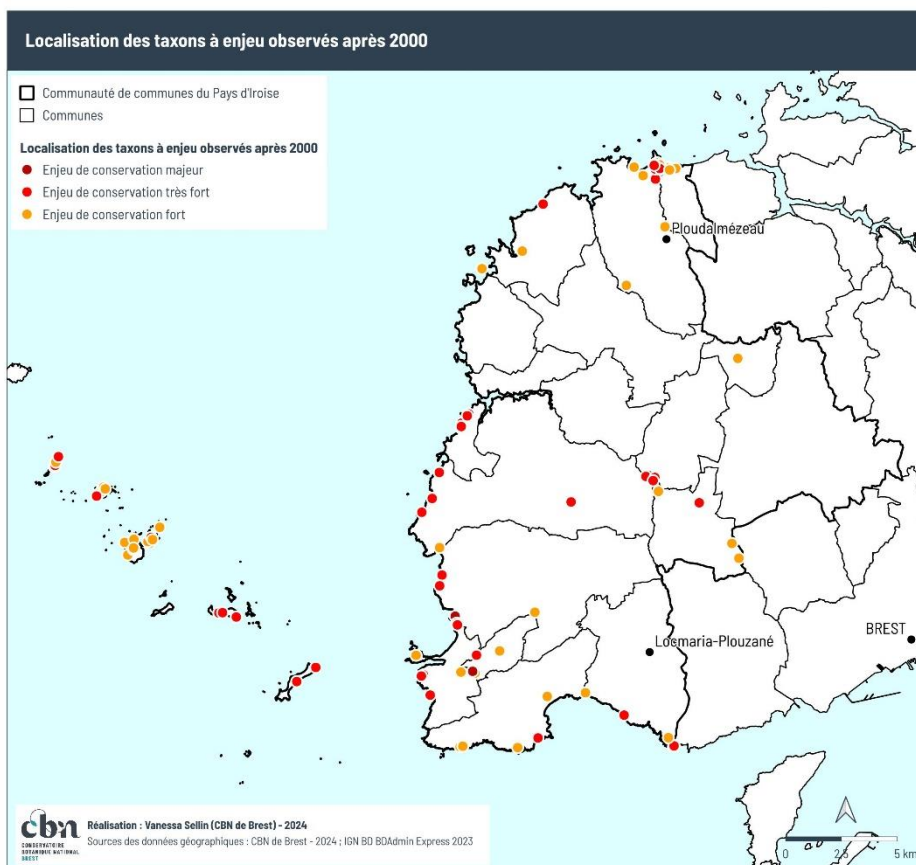 Localisation des taxons à enjeu observés après 2000
Communauté de communes du Pays d'Iroise
Communes
Localisation des taxons à enjeu observés après 2000
Enjeu de conservation majeur
Enjeu de conservation très fort
Enjeu de conservation fort
Ploudalmézeau
BREST
Locmaria-Plouzané
cbn
CONSERVATOIRE
BOTANIQUE NATIONAL
BREST
Réalisation : Vanessa Sellin (CBN de Brest) - 2024
Sources des données géographiques : CBN de Brest - 2024 ; IGN BD BDAdmin Express 2023
0 2,5 5 km